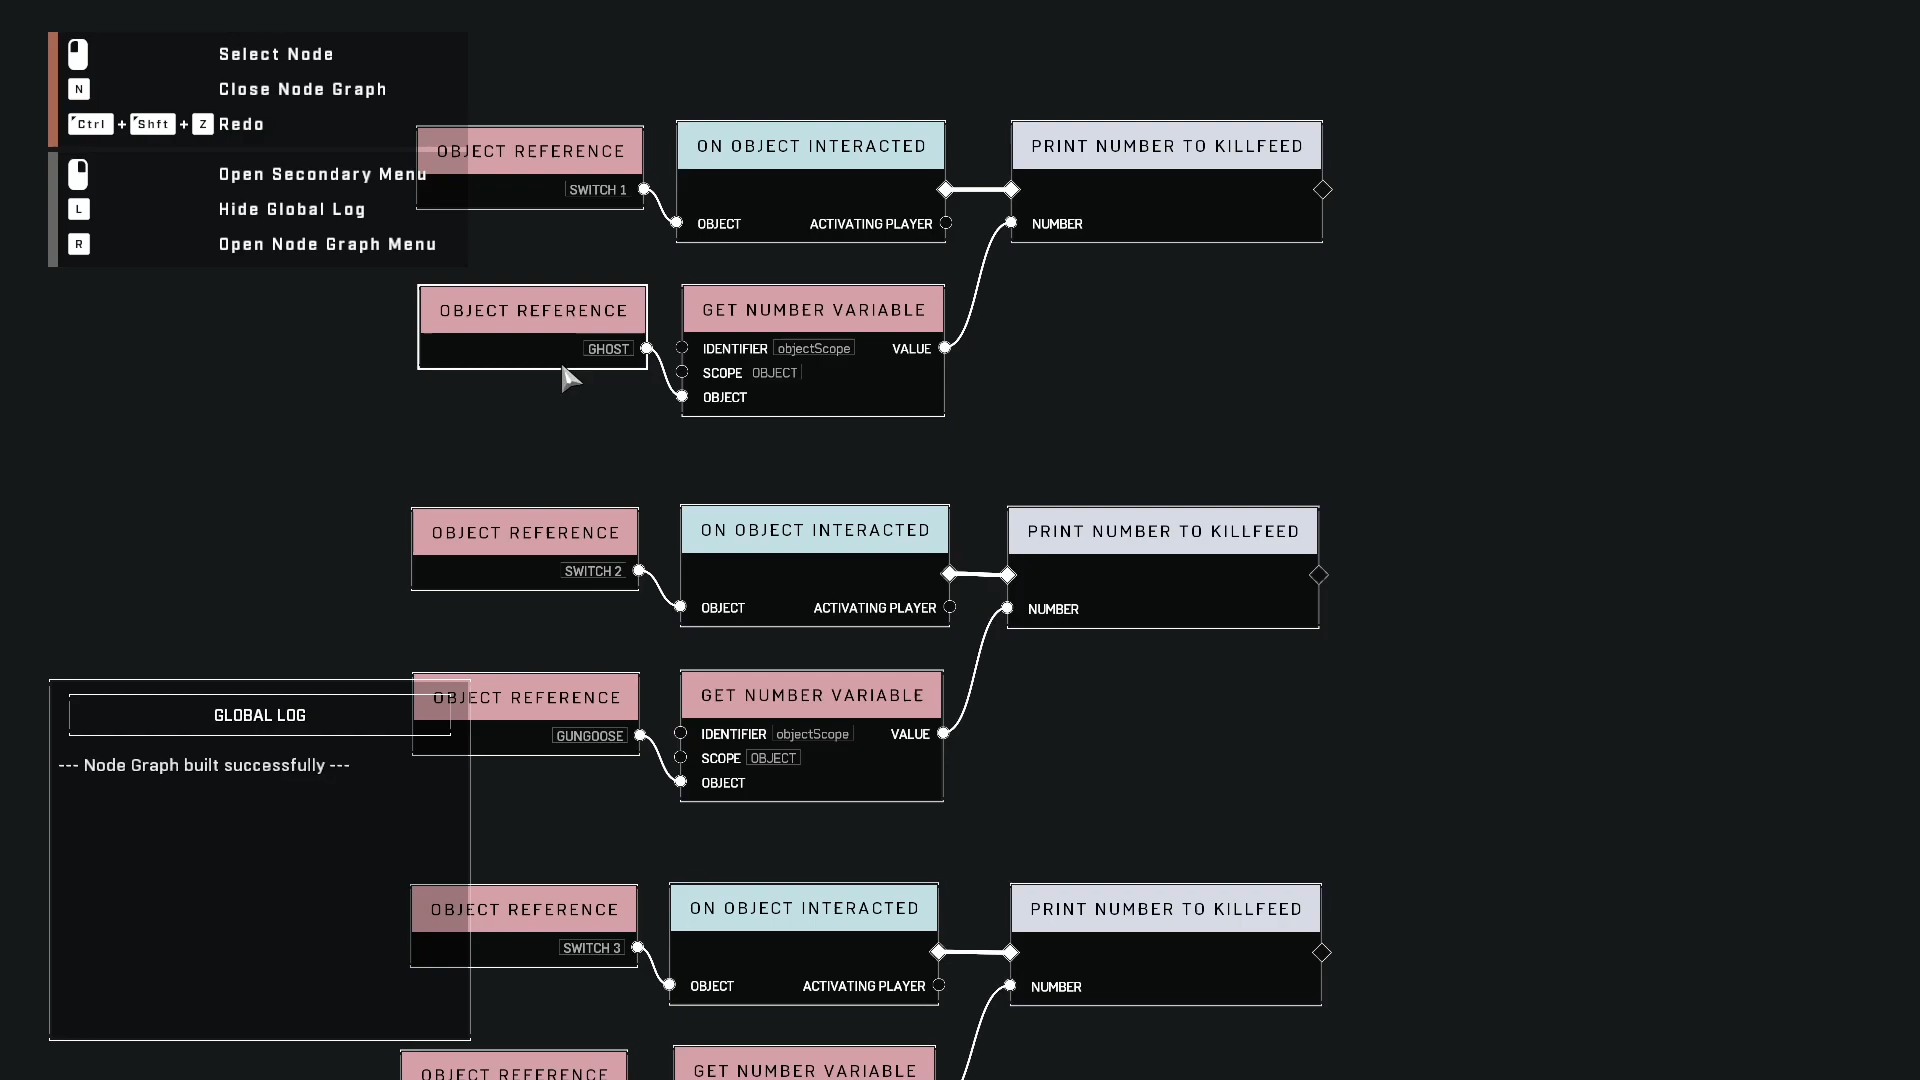 Select Node
N Close Node Graph
Ctrl + Shft + Z Redo
Open Secondary Menu
L Hide Global Log
R Open Node Graph Menu
OBJECT REFERENCE
SWITCH 1
ON OBJECT INTERACTED
OBJECT ACTIVATING PLAYER
PRINT NUMBER TO KILLFEED
NUMBER
OBJECT REFERENCE
GHOST
GET NUMBER VARIABLE
IDENTIFIER objectScope VALUE
SCOPE OBJECT
OBJECT
OBJECT REFERENCE
SWITCH 2
ON OBJECT INTERACTED
OBJECT ACTIVATING PLAYER
PRINT NUMBER TO KILLFEED
NUMBER
OBJECT REFERENCE
GUNGOOSE
GET NUMBER VARIABLE
IDENTIFIER objectScope VALUE
SCOPE OBJECT
OBJECT
GLOBAL LOG
--- Node Graph built successfully ---
OBJECT REFERENCE
SWITCH 3
ON OBJECT INTERACTED
OBJECT ACTIVATING PLAYER
PRINT NUMBER TO KILLFEED
NUMBER
OBJECT REFERENCE
GET NUMBER VARIABLE